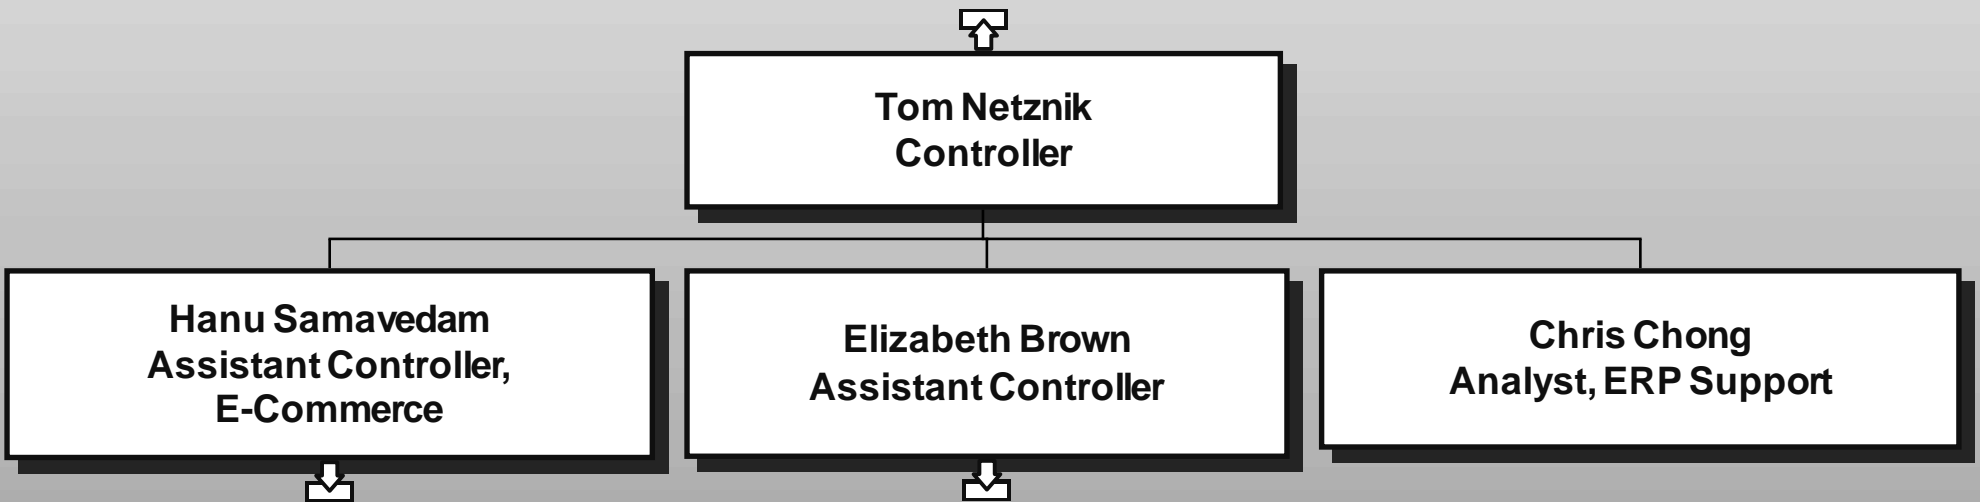 Tom Netznik
Controller
Hanu Samavedam
Assistant Controller,
E-Commerce
Elizabeth Brown
Assistant Controller
Chris Chong
Analyst, ERP Support